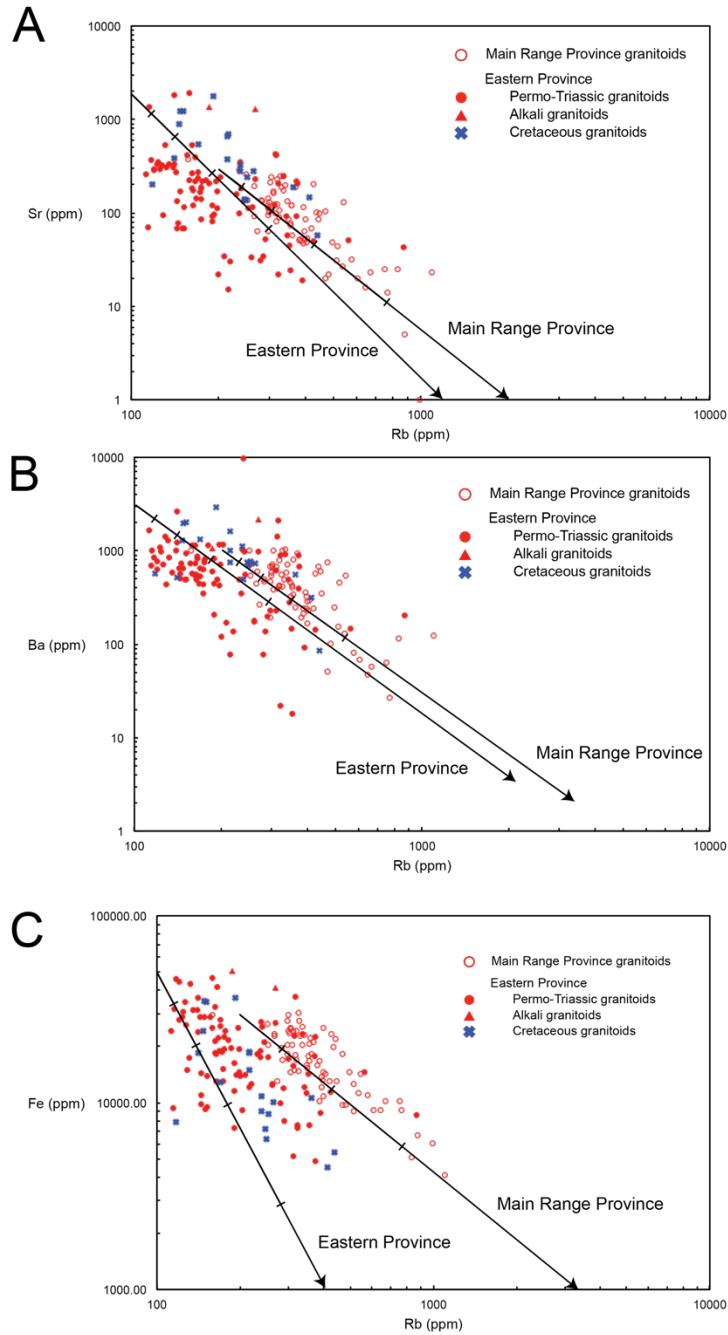 A
10000
1000
Sr (ppm)
100
10
1
100
1000
10000
Rb (ppm)
Main Range Province granitoids
Eastern Province
Permo-Triassic granitoids
Alkali granitoids
Cretaceous granitoids
Main Range Province
Eastern Province
B
10000
1000
Ba (ppm)
100
10
1
100
1000
10000
Rb (ppm)
Main Range Province granitoids
Eastern Province
Permo-Triassic granitoids
Alkali granitoids
Cretaceous granitoids
Main Range Province
Eastern Province
C
100000.00
Fe (ppm)
10000.00
1000.00
100
1000
10000
Rb (ppm)
Main Range Province granitoids
Eastern Province
Permo-Triassic granitoids
Alkali granitoids
Cretaceous granitoids
Main Range Province
Eastern Province